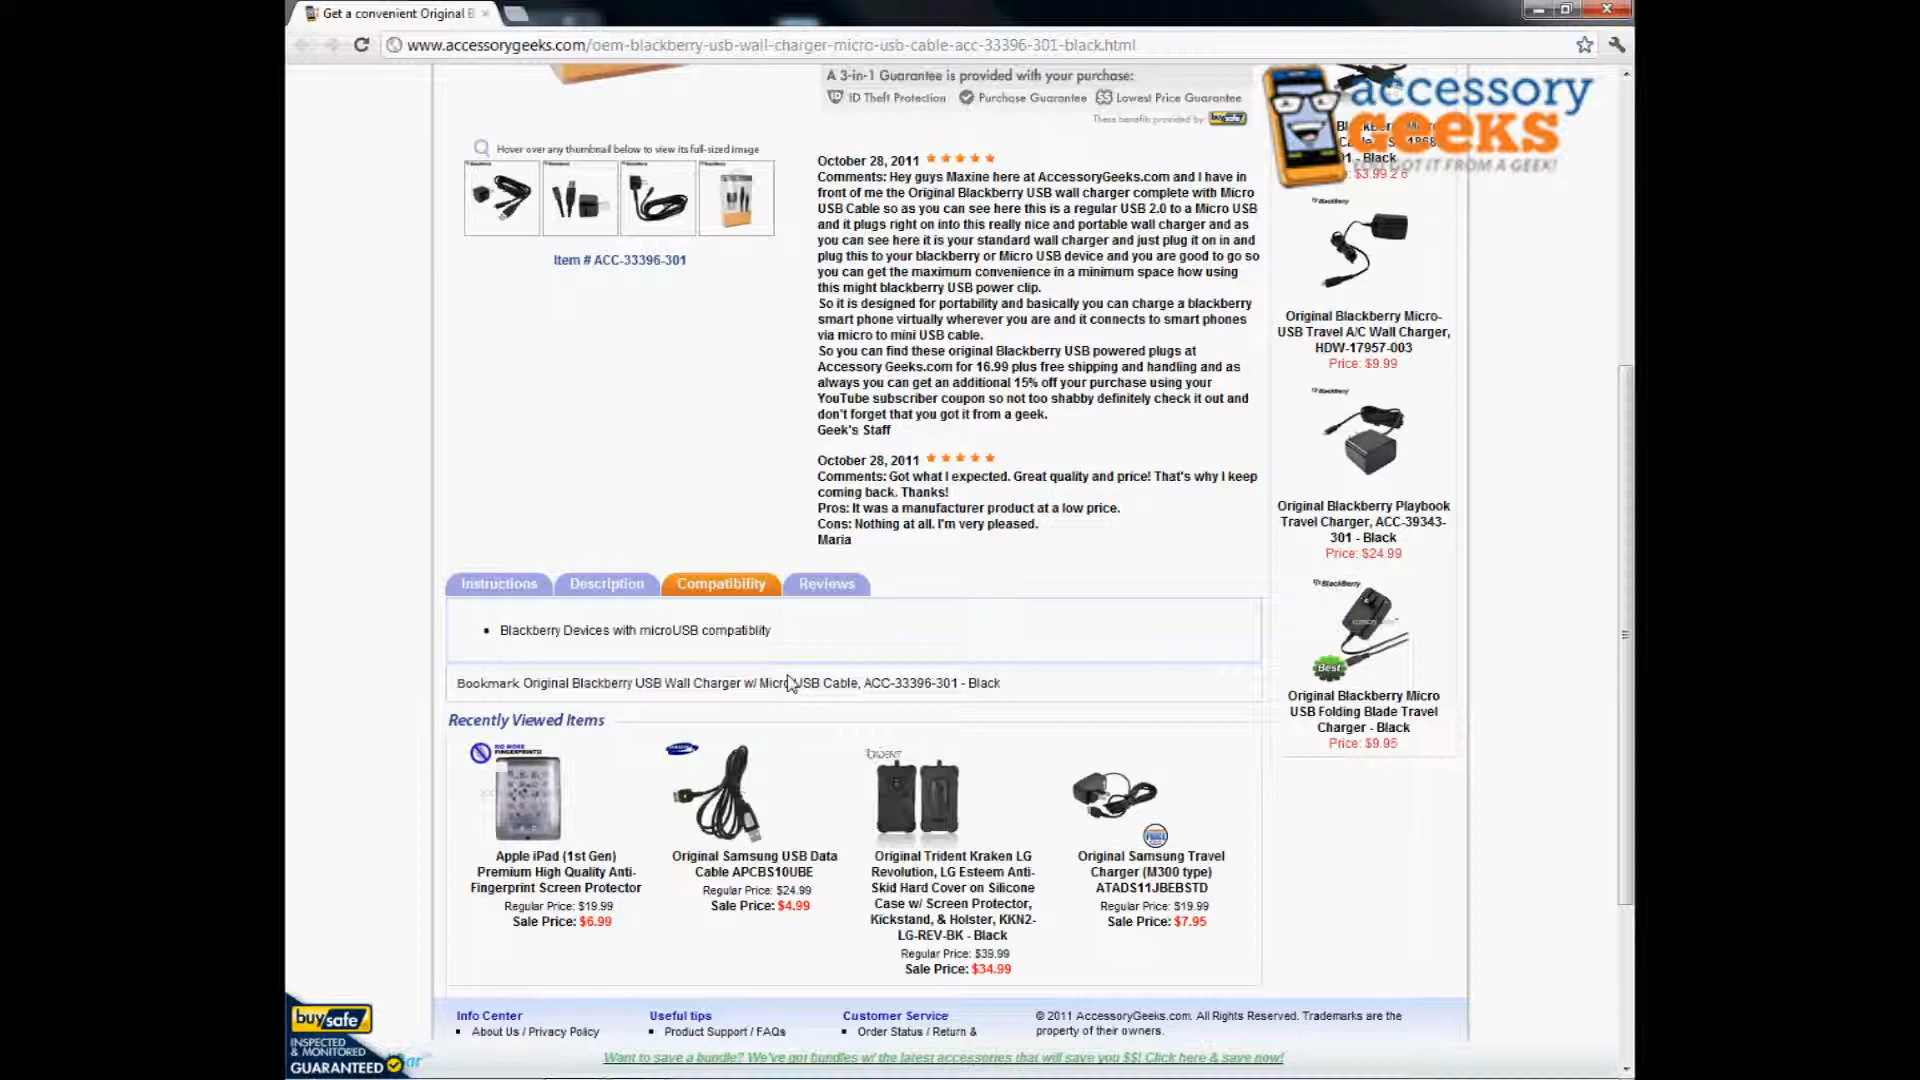 Get a convenient Original B
www.accessorygeeks.com/oem-blackberry-usb-wall-charger-micro-usb-cable-acc-33396-301-black.html
A 3-in-1 Guarantee is provided with your purchase:
ID Theft Protection Purchase Guarantee Lowest Price Guarantee
These benefits provided by buySAFE
accessory
GEEKS
YOU GOT IT FROM A GEEK!
Hover over any thumbnail below to view its full-sized image
Item # ACC-33396-301
October 28, 2011
Comments: Hey guys Maxine here at AccessoryGeeks.com and I have in
front of me the Original Blackberry USB wall charger complete with Micro
USB Cable so as you can see here this is a regular USB 2.0 to a Micro USB
and it plugs right on into this really nice and portable wall charger and as
you can see here it is your standard wall charger and just plug it on in and
plug this to your blackberry or Micro USB device and you are good to go so
you can get the maximum convenience in a minimum space how using
this might blackberry USB power clip.
So it is designed for portability and basically you can charge a blackberry
smart phone virtually wherever you are and it connects to smart phones
via micro to mini USB cable.
So you can find these original Blackberry USB powered plugs at
Accessory Geeks.com for 16.99 plus free shipping and handling and as
always you can get an additional 15% off your purchase using your
YouTube subscriber coupon so not too shabby definitely check it out and
don't forget that you got it from a geek.
Geek's Staff
October 28, 2011
Comments: Got what I expected. Great quality and price! That's why I keep
coming back. Thanks!
Pros: It was a manufacturer product at a low price.
Cons: Nothing at all. I'm very pleased.
Maria
1 - Black
BlackBerry
Original Blackberry Micro-
USB Travel A/C Wall Charger,
HDW-17957-003
Price: $9.99
BlackBerry
Original Blackberry Playbook
Travel Charger, ACC-39343-
301 - Black
Price: $24.99
BlackBerry
Best
Original Blackberry Micro
USB Folding Blade Travel
Charger - Black
Price: $9.95
Instructions Description Compatibility Reviews
Blackberry Devices with microUSB compatiblity
Bookmark Original Blackberry USB Wall Charger w/ Micro USB Cable, ACC-33396-301 - Black
Recently Viewed Items
NO MORE
FINGERPRINTS!
Apple iPad (1st Gen)
Premium High Quality Anti-
Fingerprint Screen Protector
Regular Price: $19.99
Sale Price: $6.99
SAMSUNG
Original Samsung USB Data
Cable APCBS10UBE
Regular Price: $24.99
Sale Price: $4.99
TRIDENT
Original Trident Kraken LG
Revolution, LG Esteem Anti-
Skid Hard Cover on Silicone
Case w/ Screen Protector,
Kickstand, & Holster, KKN2-
LG-REV-BK - Black
Regular Price: $39.99
Sale Price: $34.99
Original Samsung Travel
Charger (M300 type)
ATADS11JBEBSTD
Regular Price: $19.99
Sale Price: $7.95
Info Center
About Us / Privacy Policy
Useful tips
Product Support / FAQs
Customer Service
Order Status / Return &
© 2011 AccessoryGeeks.com. All Rights Reserved. Trademarks are the
property of their owners.
Want to save a bundle? We've got bundles w/ the latest accessories that will save you $$! Click here & save now!
buySAFE
INSPECTED
& MONITORED
GUARANTEED